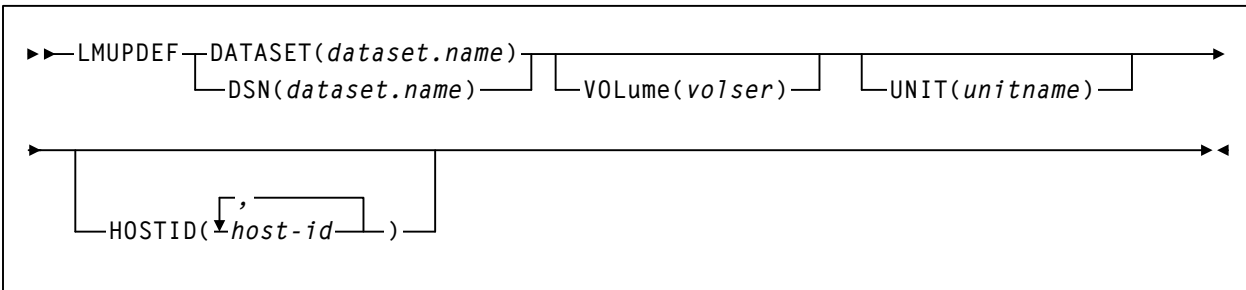 LMUPDEF DATASET(dataset.name)
DSN(dataset.name) VOLume(volser) UNIT(unitname)
,
HOSTID( host-id )